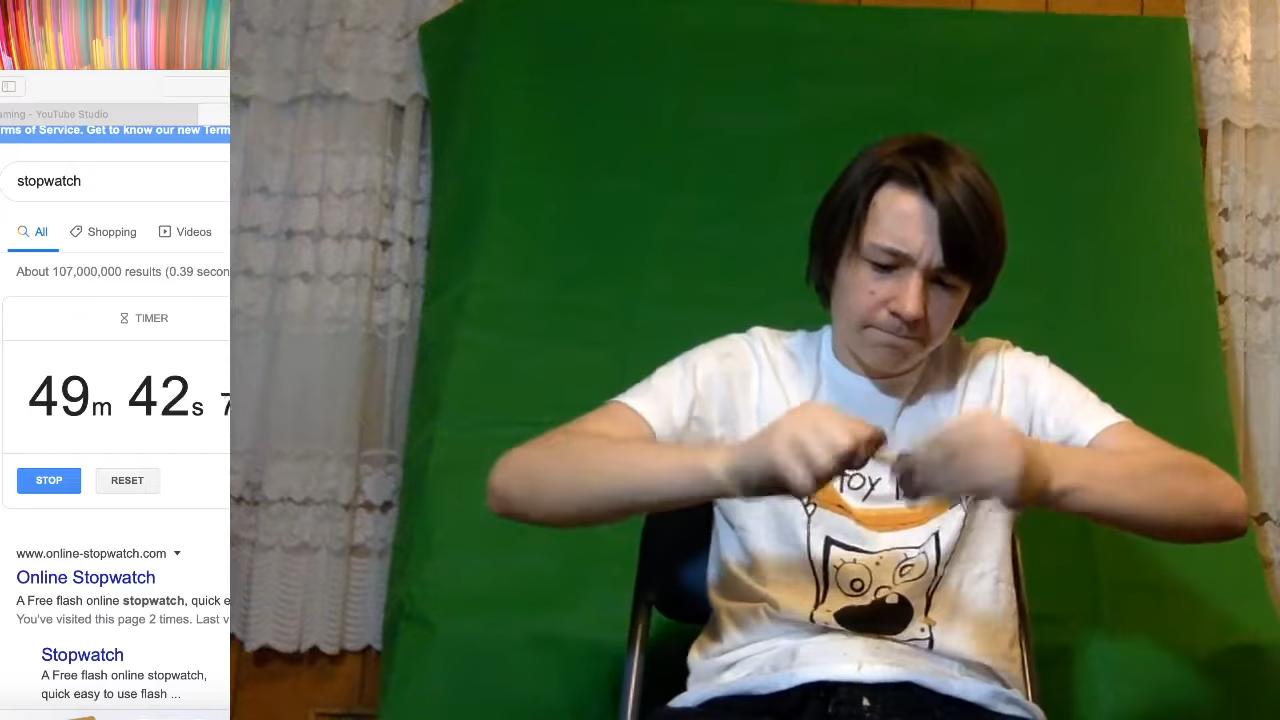 aming - YouTube Studio
rms of Service. Get to know our new Term
stopwatch
All Shopping Videos
About 107,000,000 results (0.39 secon
TIMER
49m 42s 7
STOP RESET
www.online-stopwatch.com
Online Stopwatch
A Free flash online stopwatch, quick e
You've visited this page 2 times. Last v
Stopwatch
A Free flash online stopwatch,
quick easy to use flash ...